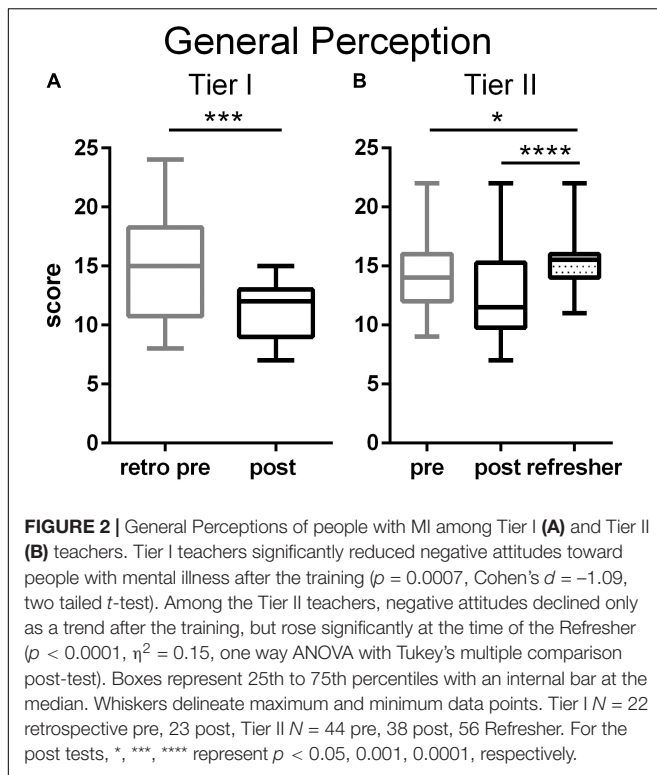 General Perception
A
Tier I
B
Tier II
***
*
****
25
20
15
10
5
0
score
retro pre
post
25
20
15
10
5
0
pre
post
refresher
FIGURE 2 | General Perceptions of people with MI among Tier I (A) and Tier II
(B) teachers. Tier I teachers significantly reduced negative attitudes toward
people with mental illness after the training (p = 0.0007, Cohen's d = –1.09,
two tailed t-test). Among the Tier II teachers, negative attitudes declined only
as a trend after the training, but rose significantly at the time of the Refresher
(p < 0.0001, η² = 0.15, one way ANOVA with Tukey's multiple comparison
post-test). Boxes represent 25th to 75th percentiles with an internal bar at the
median. Whiskers delineate maximum and minimum data points. Tier I N = 22
retrospective pre, 23 post, Tier II N = 44 pre, 38 post, 56 Refresher. For the
post tests, *, ***, **** represent p < 0.05, 0.001, 0.0001, respectively.